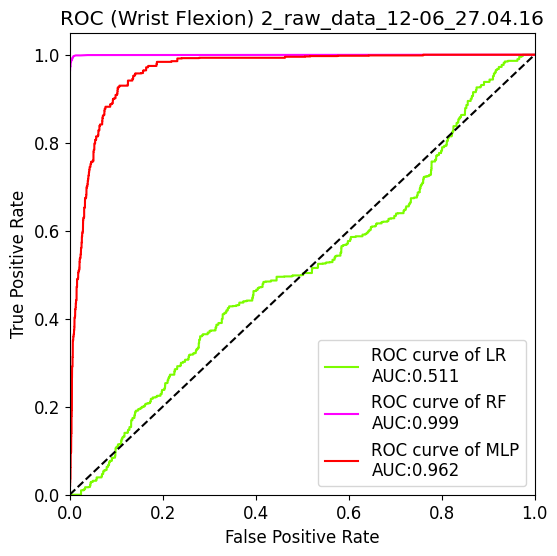 ROC (Wrist Flexion) 2_raw_data_12-06_27.04.16
True Positive Rate
1.0
0.8
0.6
0.4
0.2
0.0
ROC curve of LR
AUC:0.511
ROC curve of RF
AUC:0.999
ROC curve of MLP
AUC:0.962
0.0 0.2 0.4 0.6 0.8 1.0
False Positive Rate